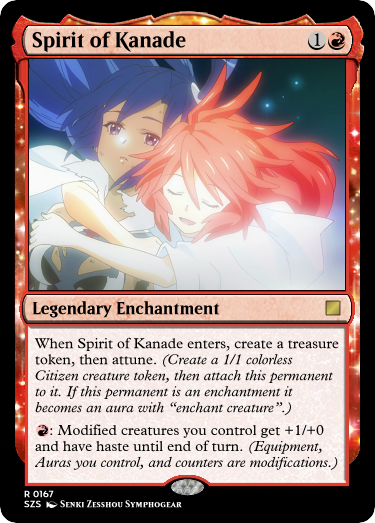 Spirit of Kanade 1
Legendary Enchantment
When Spirit of Kanade enters, create a treasure
token, then attune. (Create a 1/1 colorless
Citizen creature token, then attach this permanent
to it. If this permanent is an enchantment it
becomes an aura with “enchant creature”.)
: Modified creatures you control get +1/+0
and have haste until end of turn. (Equipment,
Auras you control, and counters are modifications.)
R 0167
SZS Senki Zesshou Symphogear